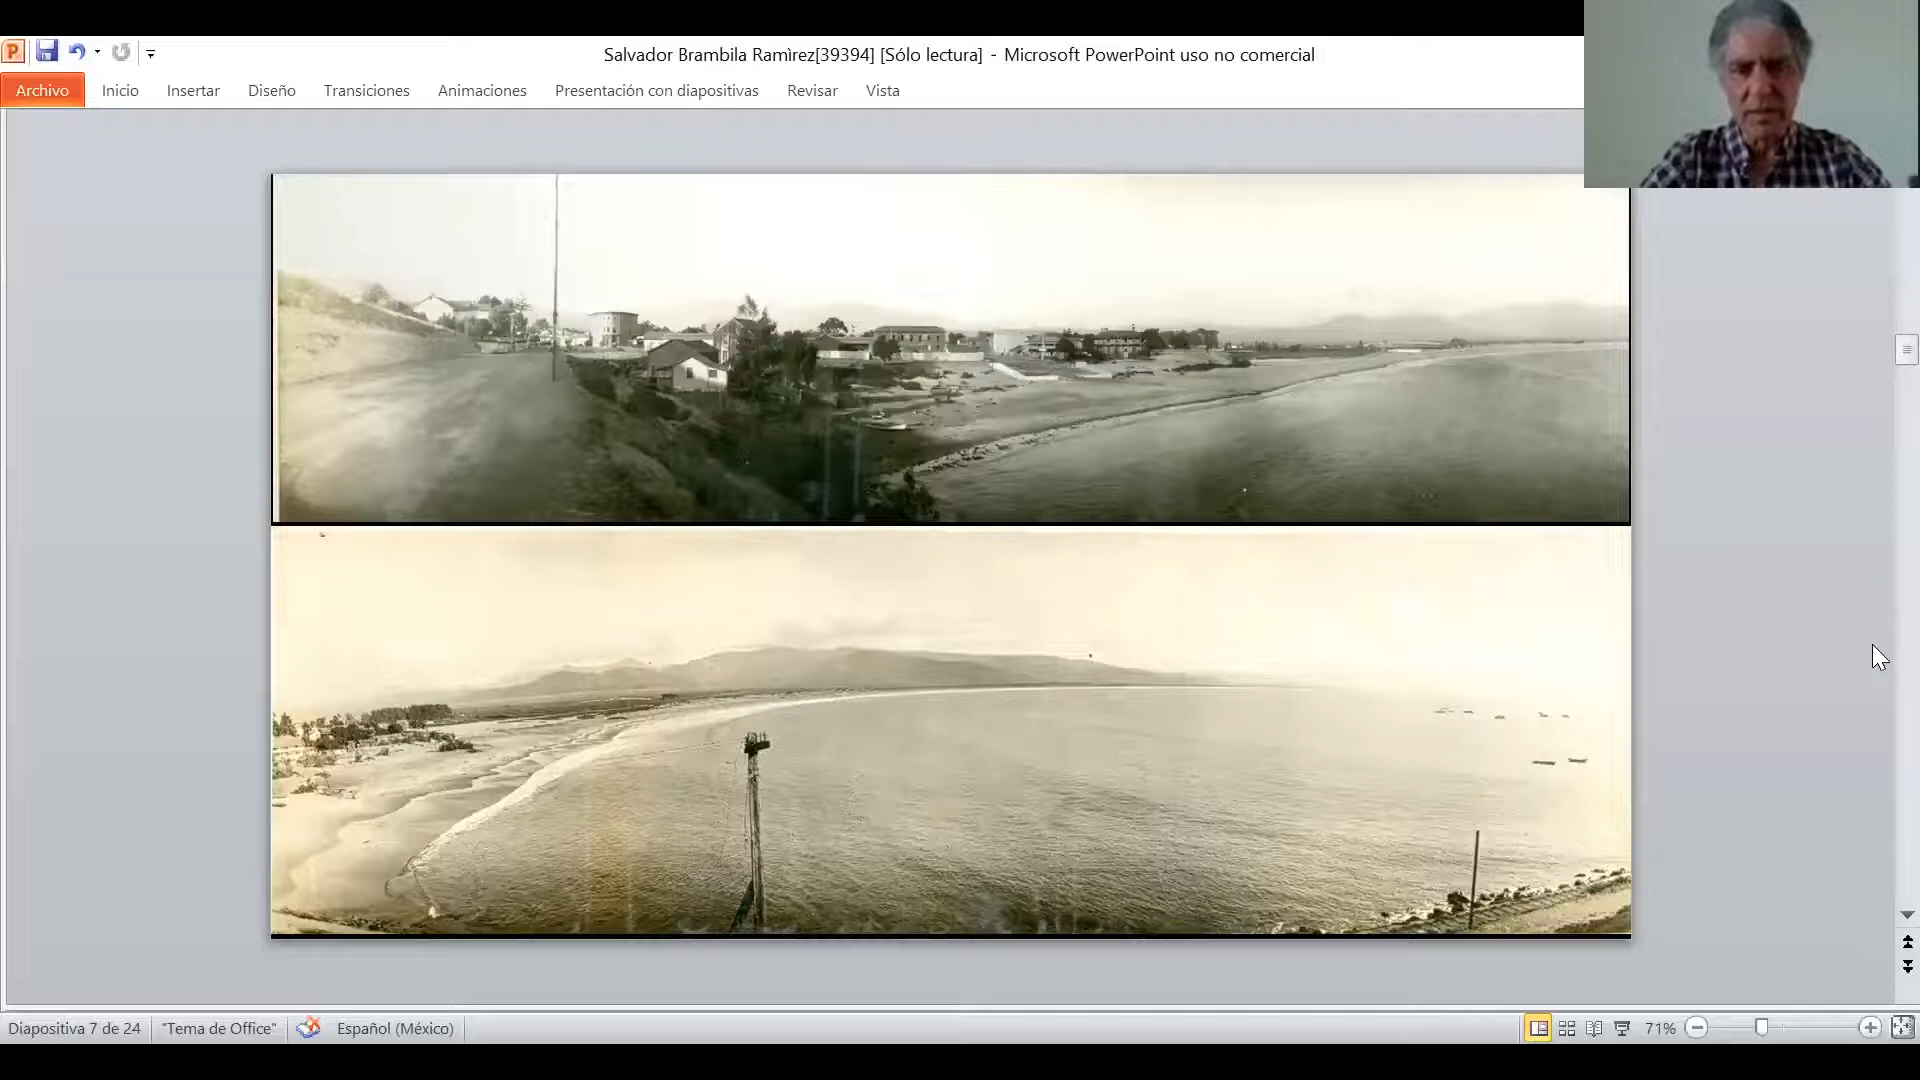 Salvador Brambila Ramìrez[39394] [Sólo lectura] - Microsoft PowerPoint uso no comercial
Archivo Inicio Insertar Diseño Transiciones Animaciones Presentación con diapositivas Revisar Vista
Diapositiva 7 de 24 "Tema de Office" Español (México) 71%